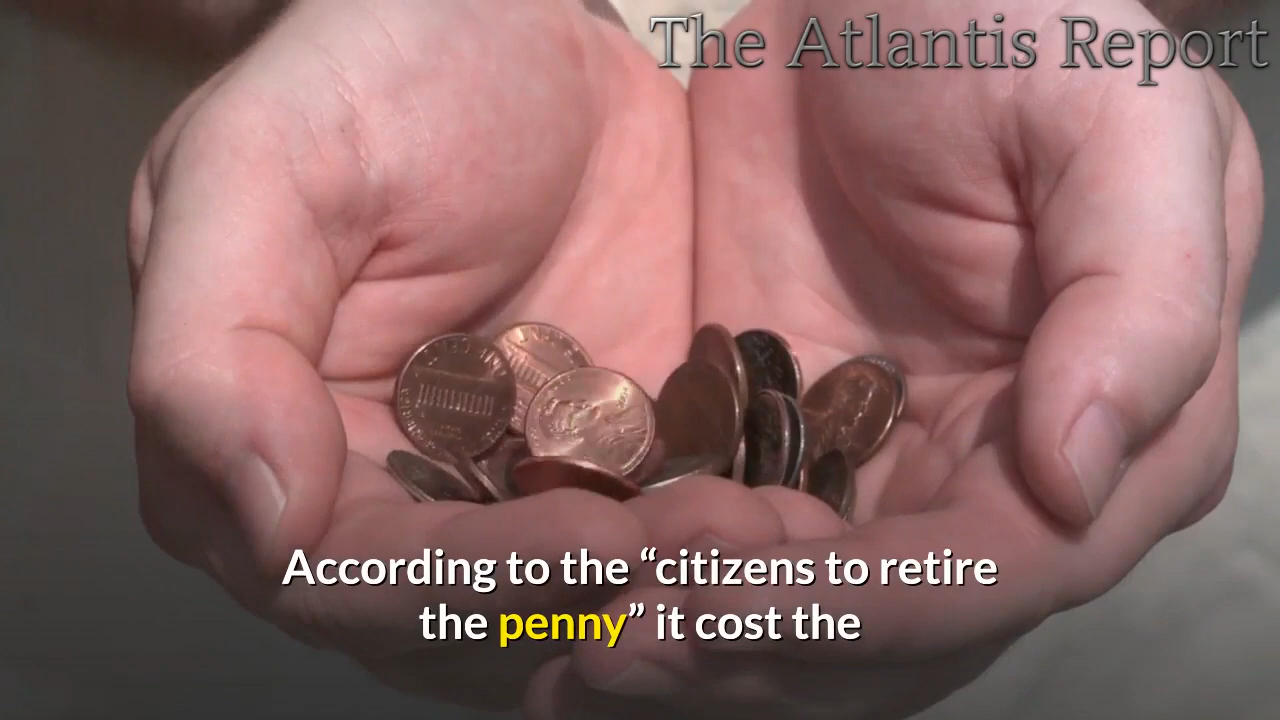 The Atlantis Report
According to the “citizens to retire
the penny” it cost the